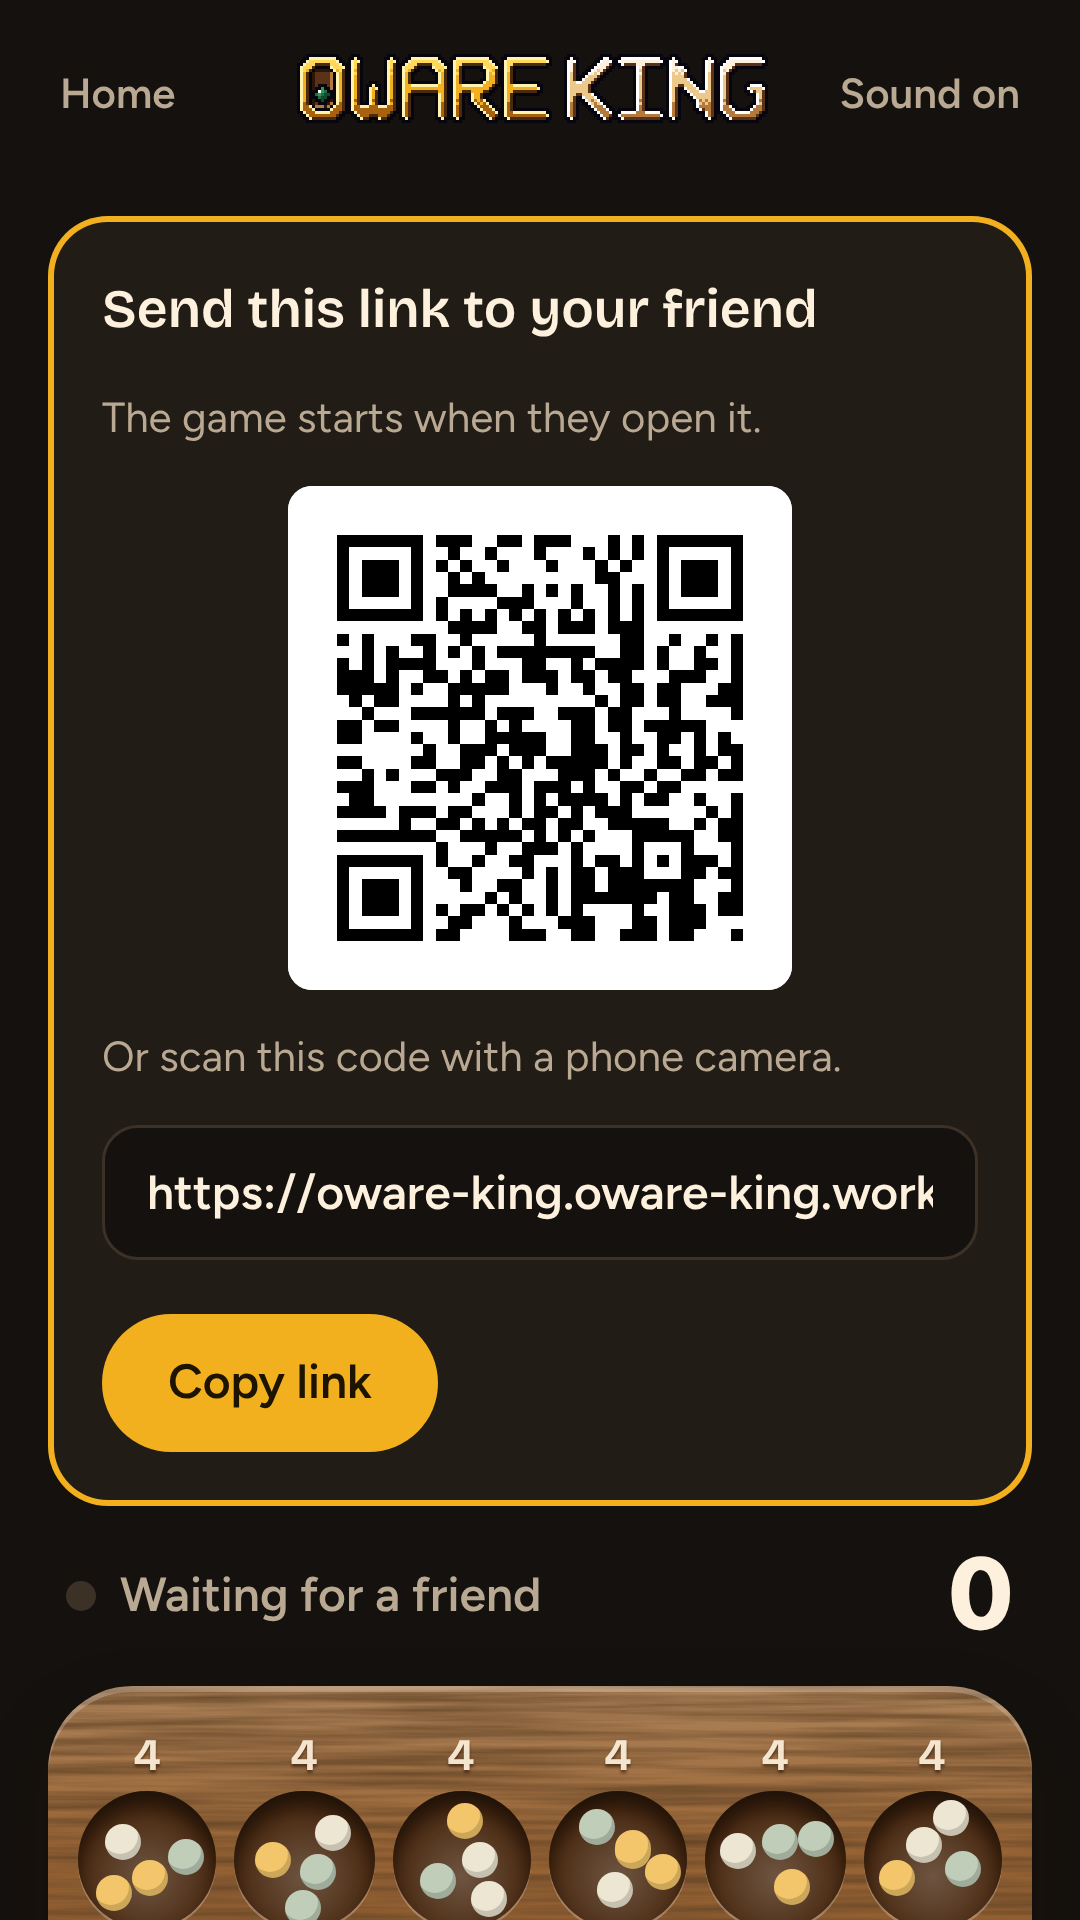 Home
OWARE KING
Sound on
Send this link to your friend
The game starts when they open it.
Or scan this code with a phone camera.
https://oware-king.oware-king.work
Copy link
Waiting for a friend
0
4 4 4 4 4 4